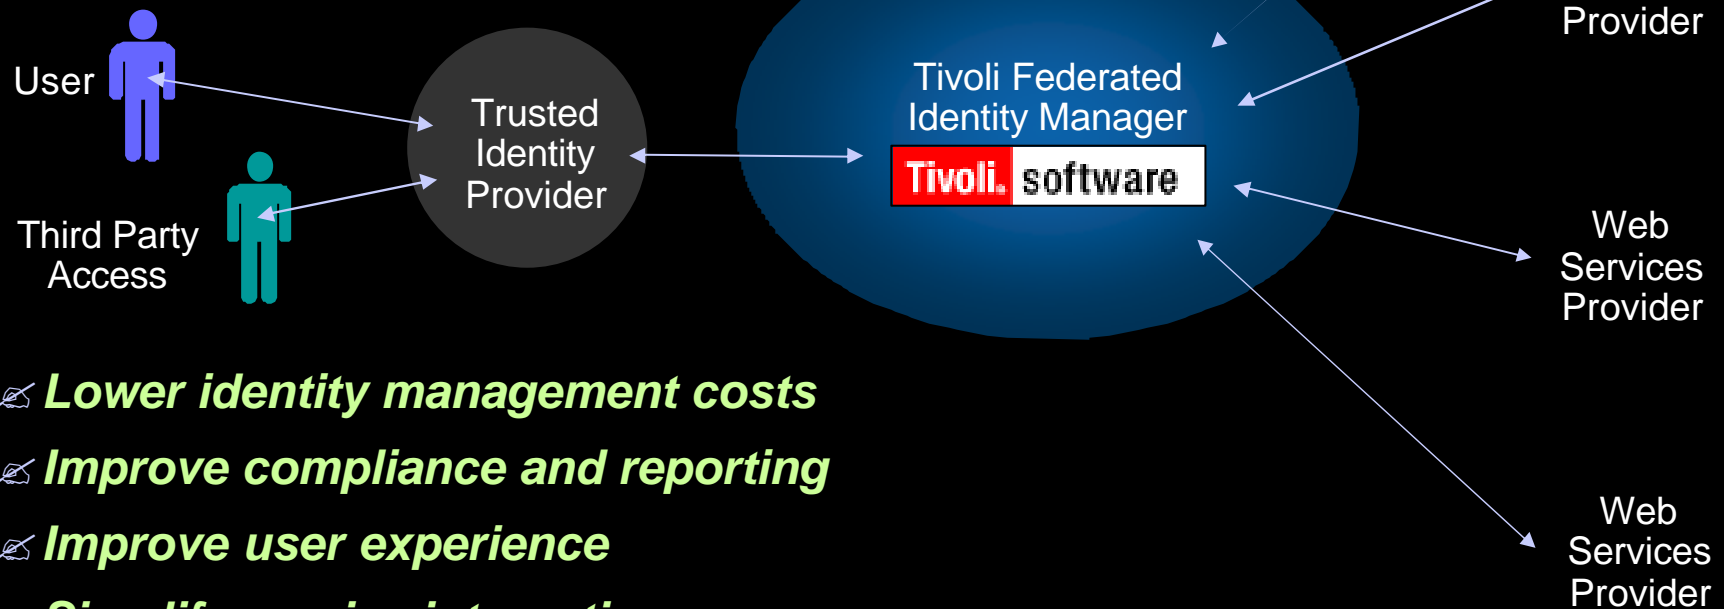 Provider
User
Tivoli Federated
Identity Manager
Tivoli. software
Trusted
Identity
Provider
Third Party
Access
Web
Services
Provider
Lower identity management costs
Improve compliance and reporting
Improve user experience
Web
Services
Provider